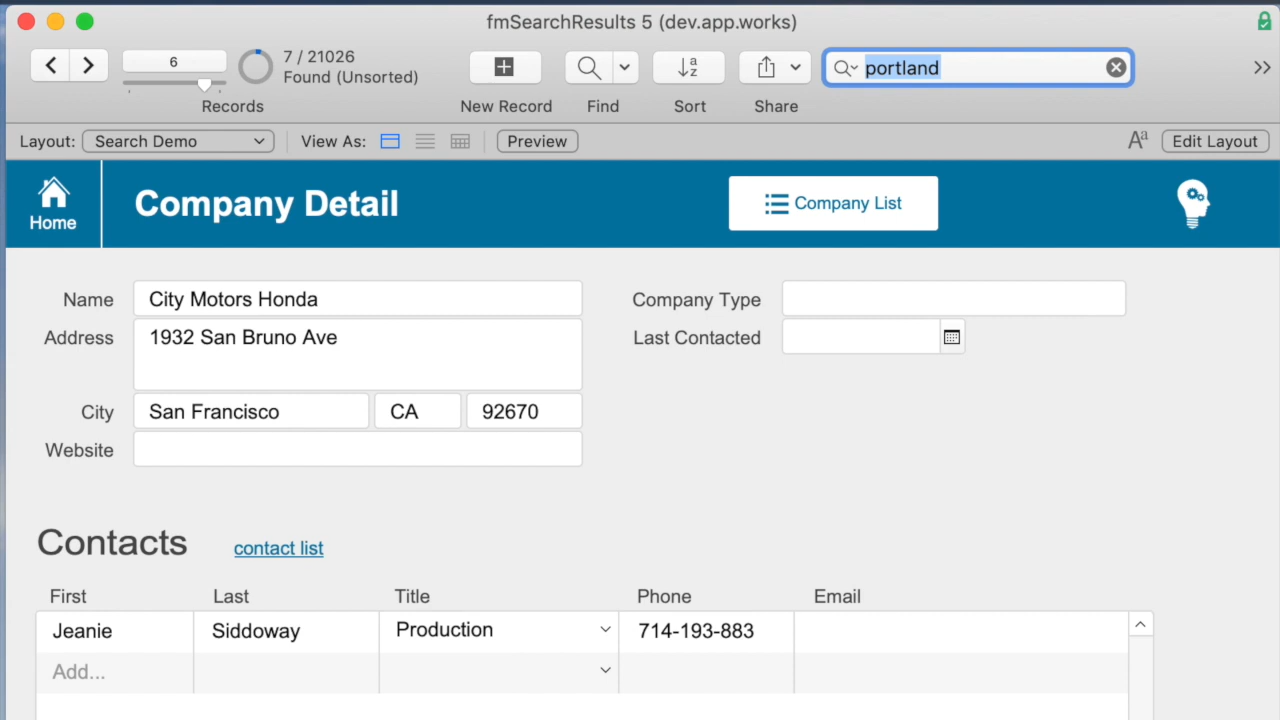 fmSearchResults 5 (dev.app.works)
6
7 / 21026
Found (Unsorted)
portland
Records
New Record
Find
Sort
Share
Layout: Search Demo View As: Preview Aa Edit Layout
Home
Company Detail
Company List
Name City Motors Honda Company Type
Address 1932 San Bruno Ave Last Contacted
City San Francisco CA 92670
Website
Contacts contact list
First Last Title Phone Email
Jeanie Siddoway Production 714-193-883
Add...